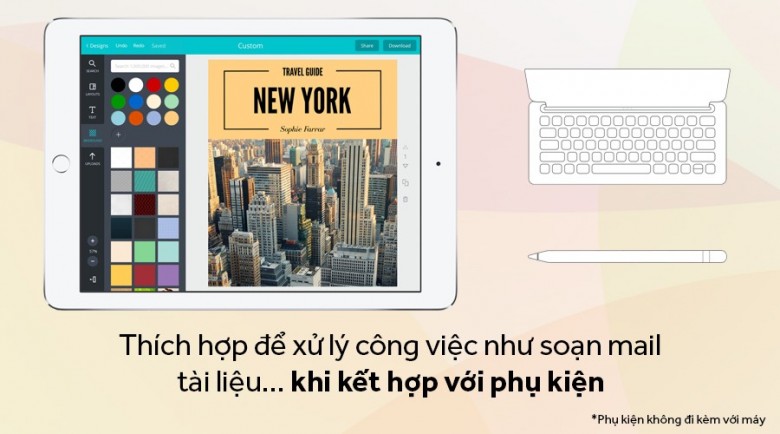 Designs
Undo
Redo
Saved
Custom
Share
Download
SEARCH
LAYOUTS
TEXT
UPLOADS
TRAVEL GUIDE
NEW YORK
Sophie Farrar
Thích hợp để xử lý công việc như soạn mail
tài liệu... khi kết hợp với phụ kiện
*Phụ kiện không đi kèm với máy